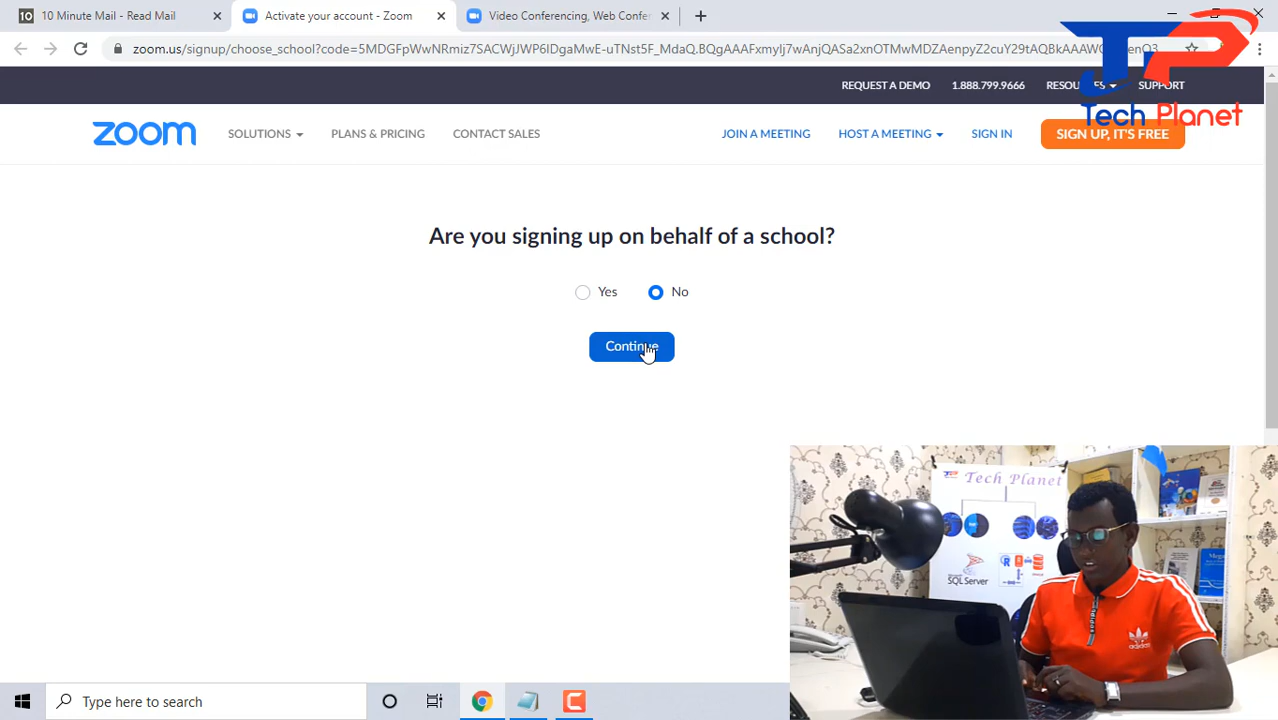 10 Minute Mail - Read Mail
Activate your account - Zoom
Video Conferencing, Web Confe
zoom.us/signup/choose_school?code=5MDGFpWwNRmiz7SACWjJWP6IDgaMwE-uTNst5F_MdaQ.BQgAAAFxmyIj7wAnjQASa2xnOTMwMDZAenpyZ2cuY29tAQBkAAAW
REQUEST A DEMO
1.888.799.9666
SUPPORT
Tech Planet
zoom
SOLUTIONS
PLANS & PRICING
CONTACT SALES
JOIN A MEETING
HOST A MEETING
SIGN IN
SIGN UP, IT'S FREE
Are you signing up on behalf of a school?
Yes
No
Continue
Tech Planet
SQL Server
Type here to search